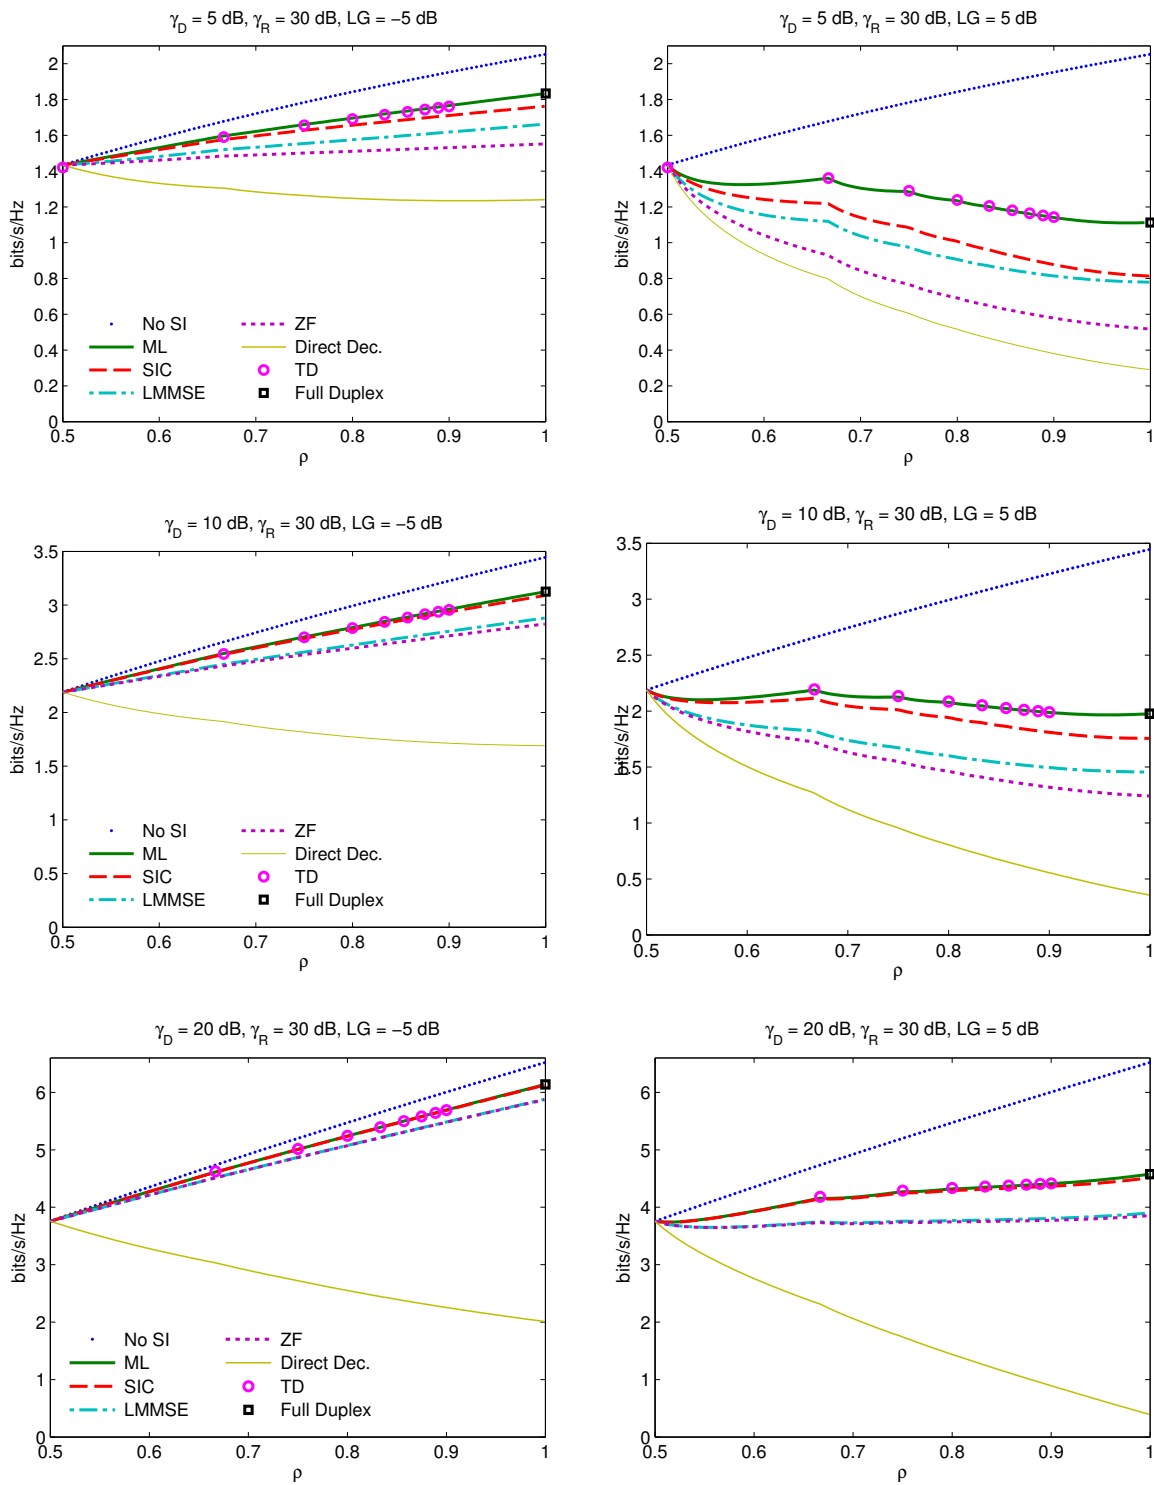 γD = 5 dB, γR = 30 dB, LG = −5 dB
2
1.8
1.6
1.4
1.2
1
0.8
0.6
0.4
0.2
0
bits/s/Hz
No SI
ML
SIC
LMMSE
ZF
Direct Dec.
TD
Full Duplex
0.5 0.6 0.7 0.8 0.9 1
ρ
γD = 5 dB, γR = 30 dB, LG = 5 dB
2
1.8
1.6
1.4
1.2
1
0.8
0.6
0.4
0.2
0
bits/s/Hz
0.5 0.6 0.7 0.8 0.9 1
ρ
γD = 10 dB, γR = 30 dB, LG = −5 dB
3.5
3
2.5
2
1.5
1
0.5
0
bits/s/Hz
No SI
ML
SIC
LMMSE
ZF
Direct Dec.
TD
Full Duplex
0.5 0.6 0.7 0.8 0.9 1
ρ
γD = 10 dB, γR = 30 dB, LG = 5 dB
3.5
3
2.5
2
1.5
1
0.5
0
bits/s/Hz
0.5 0.6 0.7 0.8 0.9 1
ρ
γD = 20 dB, γR = 30 dB, LG = −5 dB
6
5
4
3
2
1
0
bits/s/Hz
No SI
ML
SIC
LMMSE
ZF
Direct Dec.
TD
Full Duplex
0.5 0.6 0.7 0.8 0.9 1
ρ
γD = 20 dB, γR = 30 dB, LG = 5 dB
6
5
4
3
2
1
0
bits/s/Hz
0.5 0.6 0.7 0.8 0.9 1
ρ